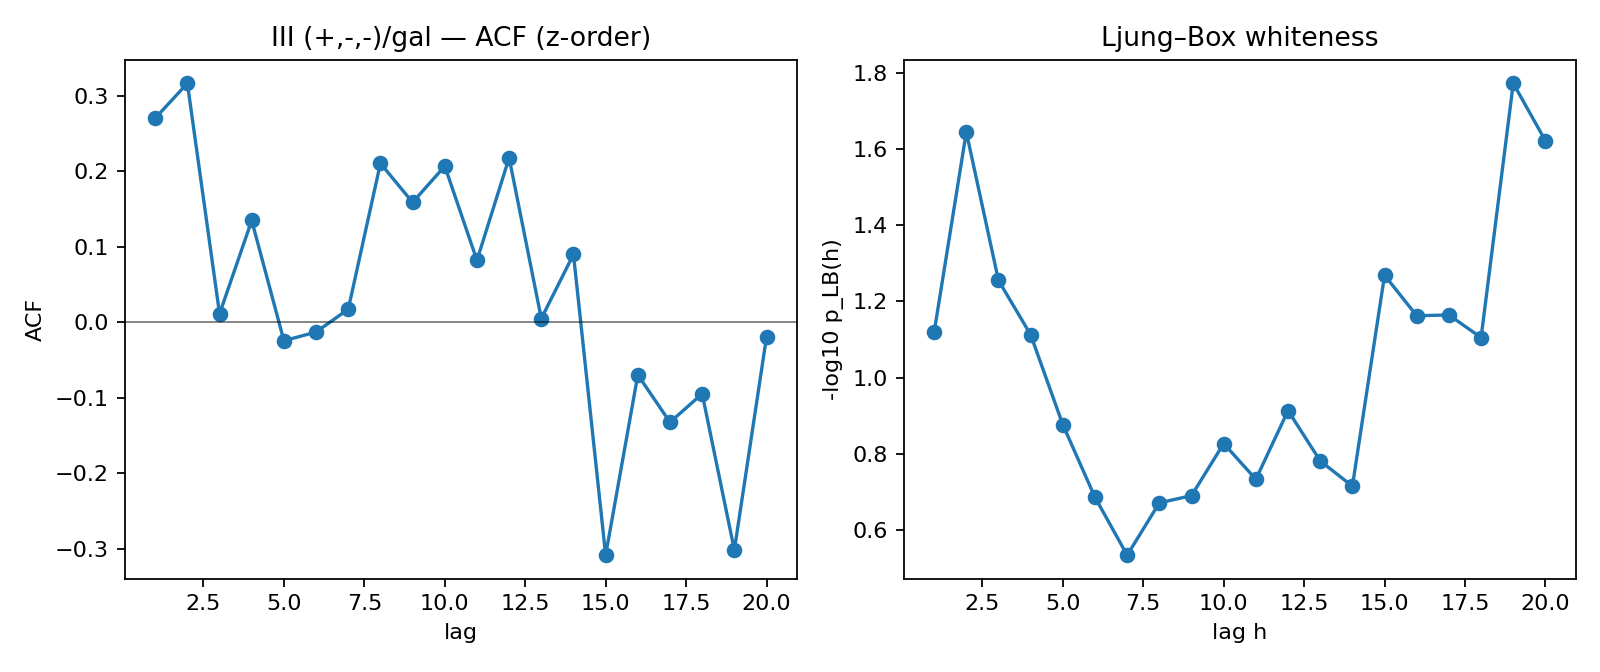 III (+,-,-)/gal — ACF (z-order)
ACF
0.3
0.2
0.1
0.0
−0.1
−0.2
−0.3
2.5 5.0 7.5 10.0 12.5 15.0 17.5 20.0
lag
Ljung–Box whiteness
-log10 p_LB(h)
1.8
1.6
1.4
1.2
1.0
0.8
0.6
2.5 5.0 7.5 10.0 12.5 15.0 17.5 20.0
lag h